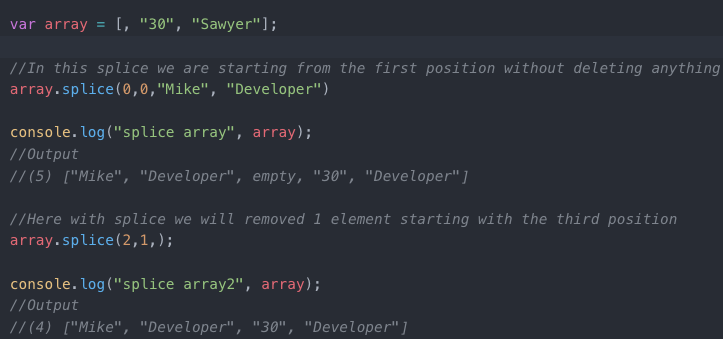 var array = [, "30", "Sawyer"];
//In this splice we are starting from the first position without deleting anything
array.splice(0,0,"Mike", "Developer")
console.log("splice array", array);
//Output
//(5) ["Mike", "Developer", empty, "30", "Developer"]
//Here with splice we will removed 1 element starting with the third position
array.splice(2,1,);
console.log("splice array2", array);
//Output
//(4) ["Mike", "Developer", "30", "Developer"]